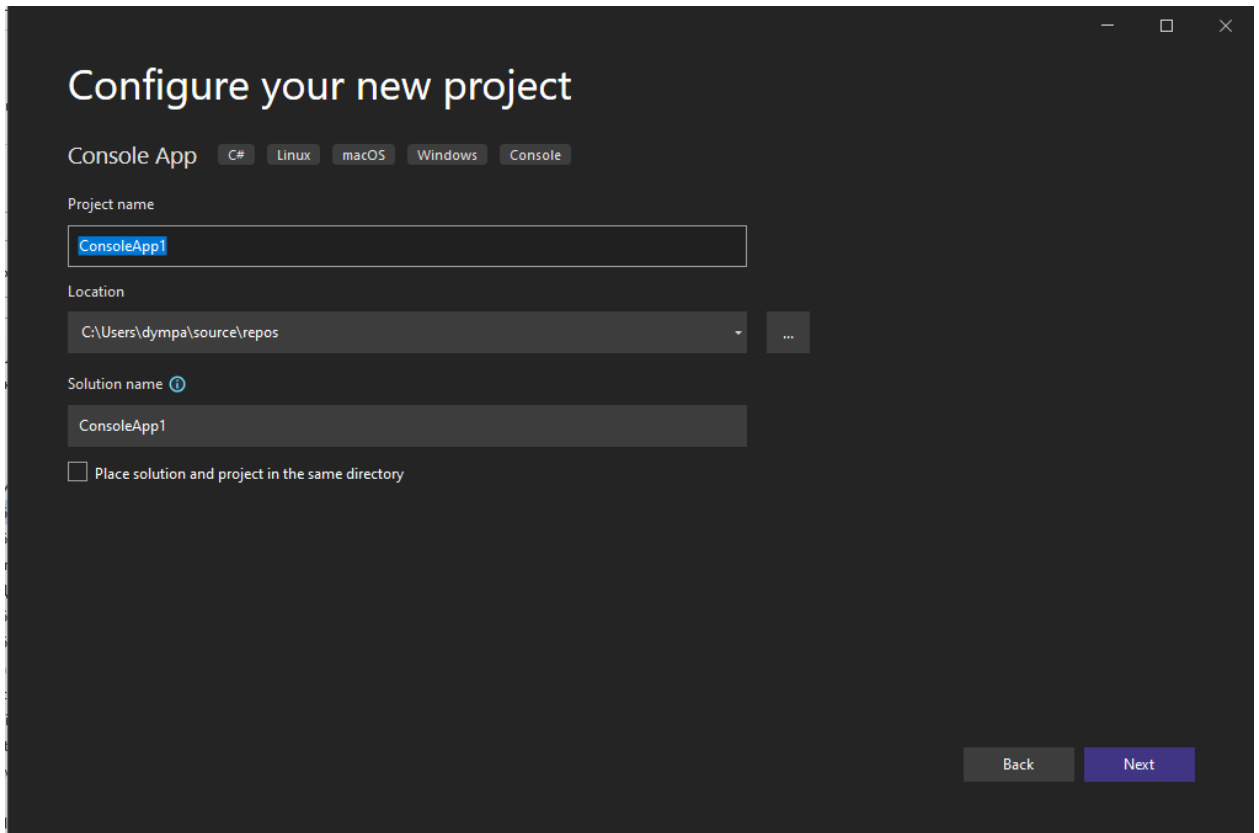 Configure your new project
Console App C# Linux macOS Windows Console
Project name
ConsoleApp1
Location
C:\Users\dympa\source\repos
...
Solution name
ConsoleApp1
Place solution and project in the same directory
Back Next